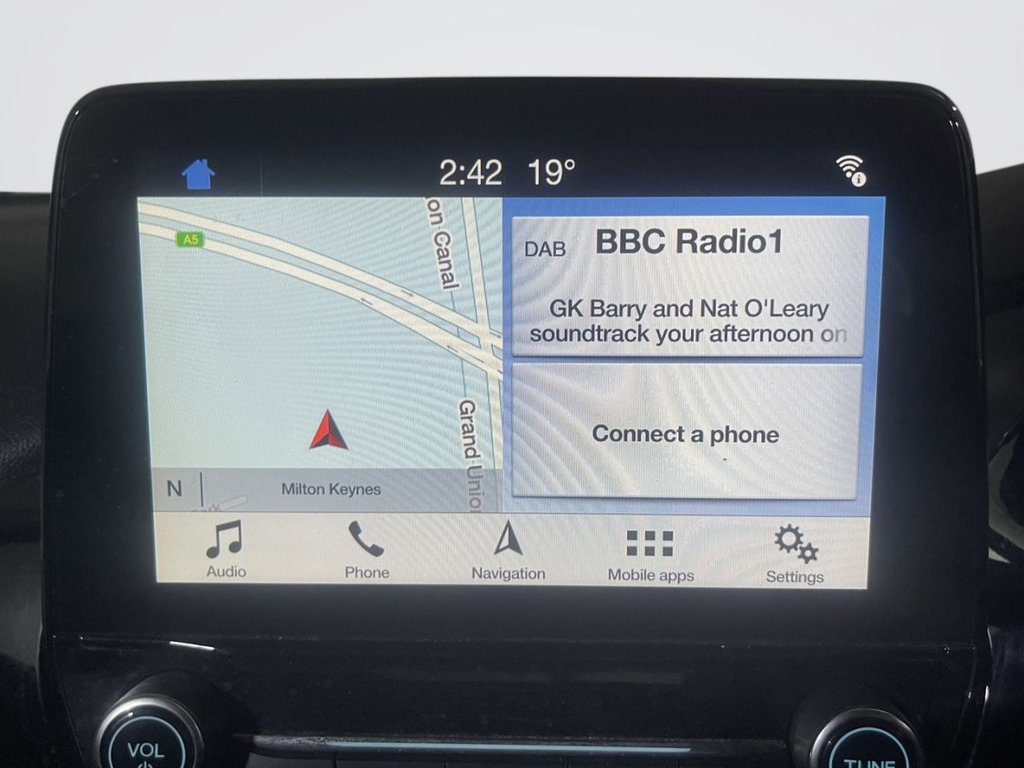 2:42 19°
A5
on Canal
DAB BBC Radio1
GK Barry and Nat O'Leary
soundtrack your afternoon on
Grand Union
Connect a phone
N Milton Keynes
Audio Phone Navigation Mobile apps Settings
VOL TUNE